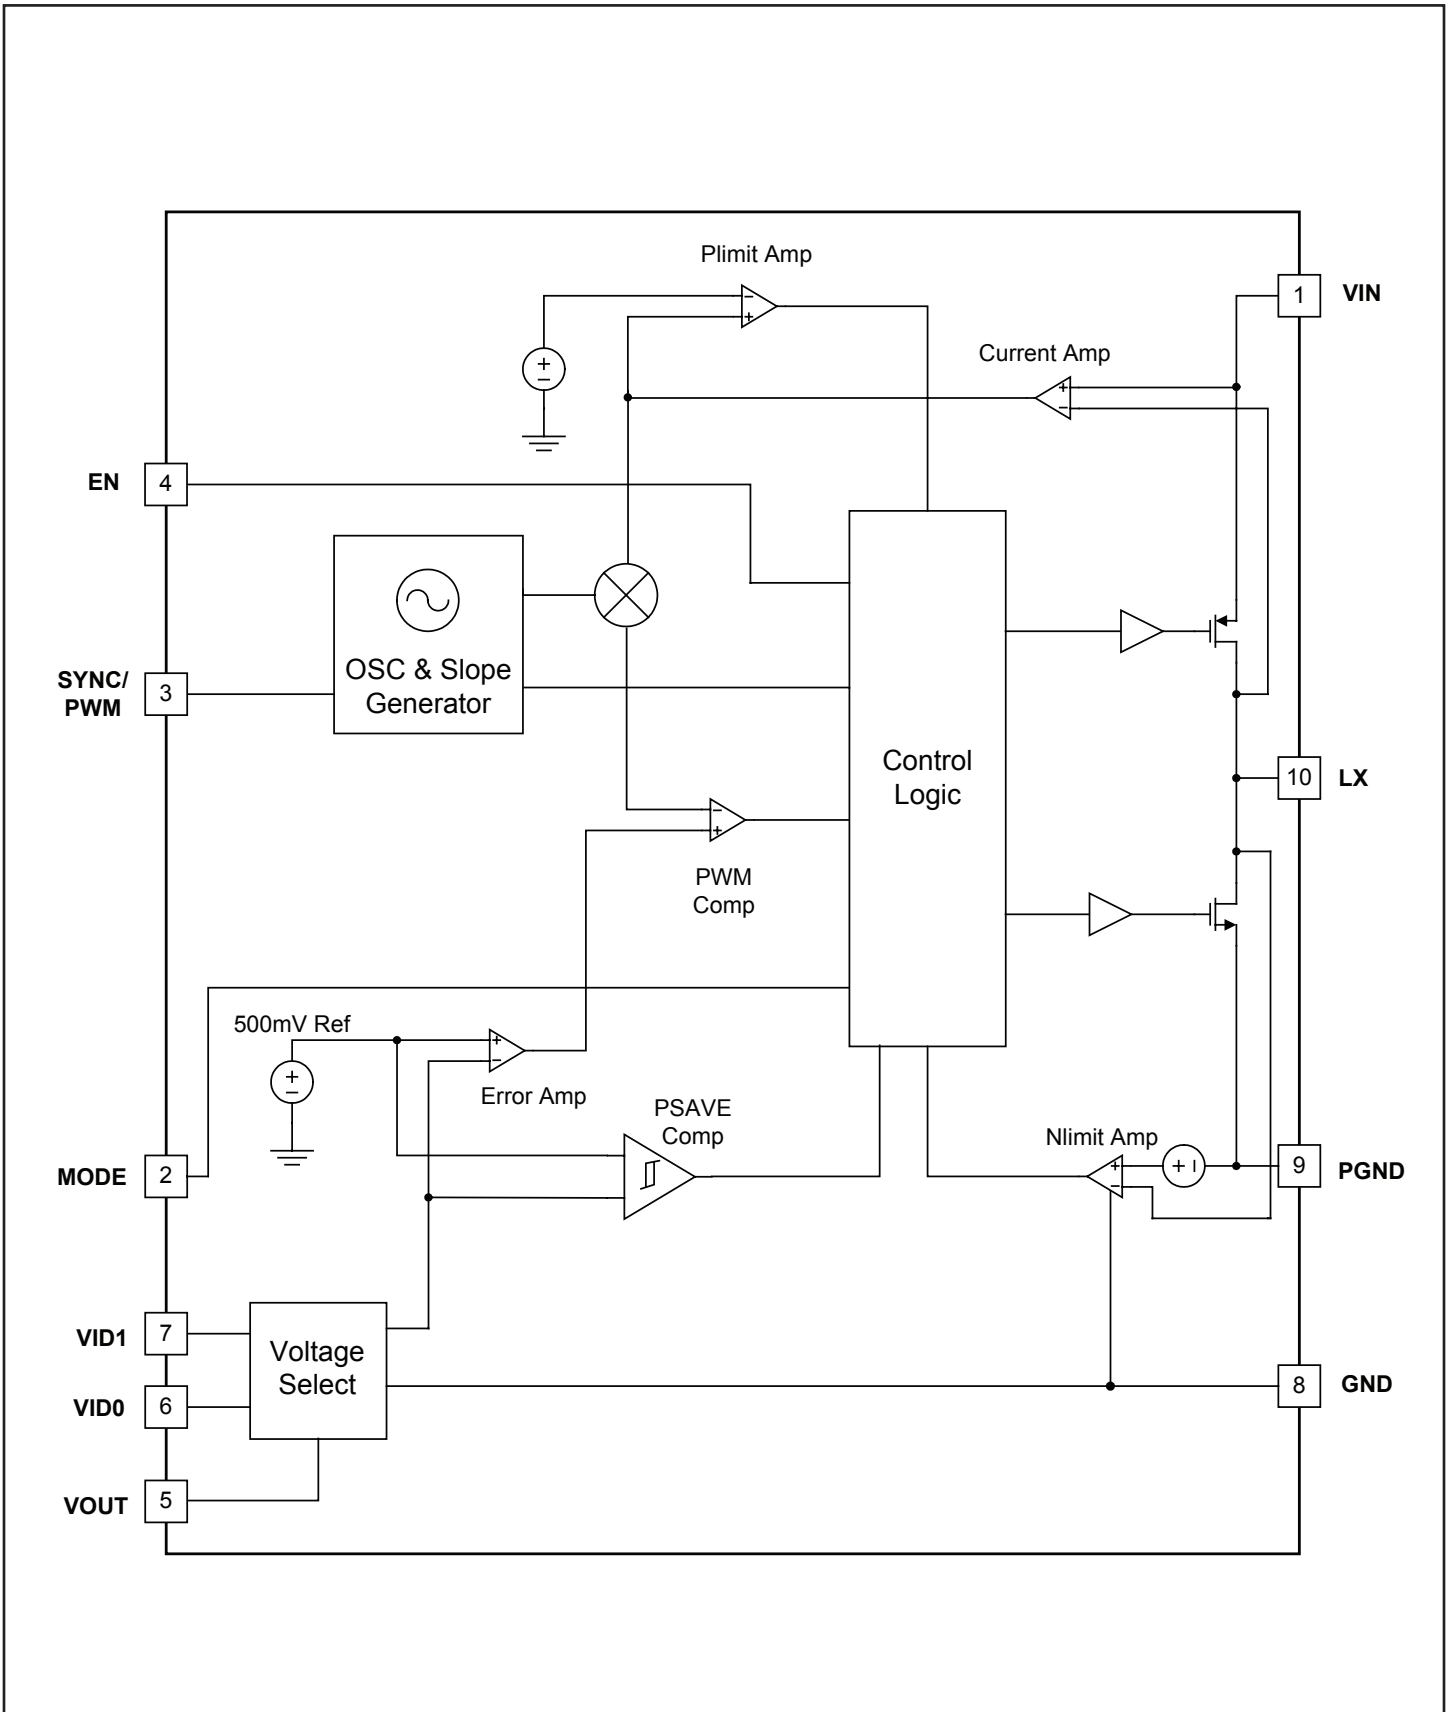 Plimit Amp
1
VIN
Current Amp
EN
4
OSC & Slope
Generator
SYNC/
PWM
3
Control
Logic
10
LX
PWM
Comp
500mV Ref
Error Amp
PSAVE
Comp
Nlimit Amp
MODE
2
9
PGND
VID1
7
Voltage
Select
VID0
6
8
GND
VOUT
5